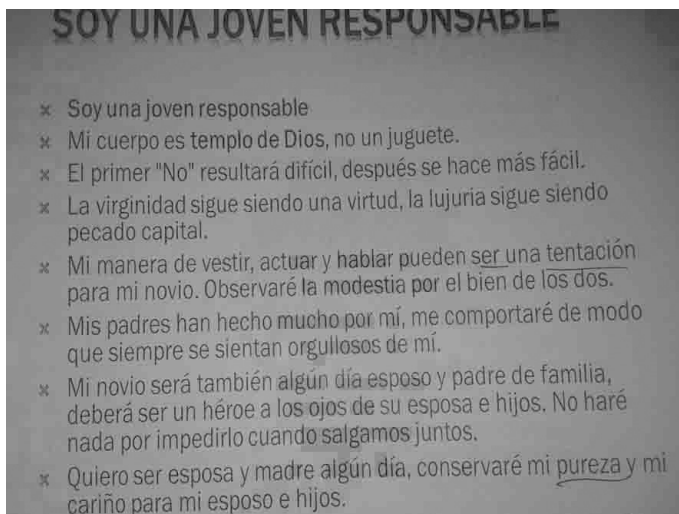 SOY UNA JOVEN RESPONSABLE
× Soy una joven responsable
× Mi cuerpo es templo de Dios, no un juguete.
× El primer "No" resultará difícil, después se hace más fácil.
× La virginidad sigue siendo una virtud, la lujuria sigue siendo
pecado capital.
× Mi manera de vestir, actuar y hablar pueden ser una tentación
para mi novio. Observaré la modestia por el bien de los dos.
× Mis padres han hecho mucho por mí, me comportaré de modo
que siempre se sientan orgullosos de mí.
× Mi novio será también algún día esposo y padre de familia,
deberá ser un héroe a los ojos de su esposa e hijos. No haré
nada por impedirlo cuando salgamos juntos.
× Quiero ser esposa y madre algún día, conservaré mi pureza y mi
cariño para mi esposo e hijos.